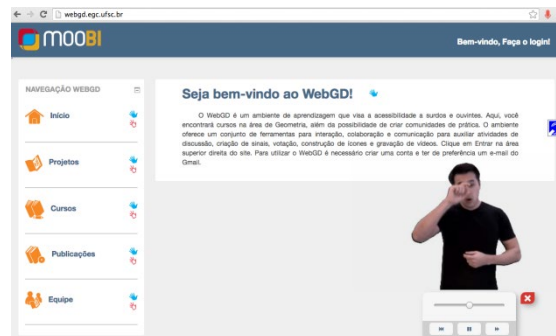 webgd.egc.ufsc.br
MOOBI
Bem-vindo, Faça o login!
NAVEGAÇÃO WEBGD
Início
Projetos
Cursos
Publicações
Equipe
Seja bem-vindo ao WebGD!
O WebGD é um ambiente de aprendizagem que visa a acessibilidade a surdos e ouvintes. Aqui, você
encontrará cursos na área de Geometria, além da possibilidade de criar comunidades de prática. O ambiente
oferece um conjunto de ferramentas para interação, colaboração e comunicação para auxiliar atividades de
discussão, criação de sinais, votação, construção de ícones e gravação de vídeos. Clique em Entrar na área
superior direita do site. Para utilizar o WebGD é necessário criar uma conta e ter de preferência um e-mail do
Gmail.